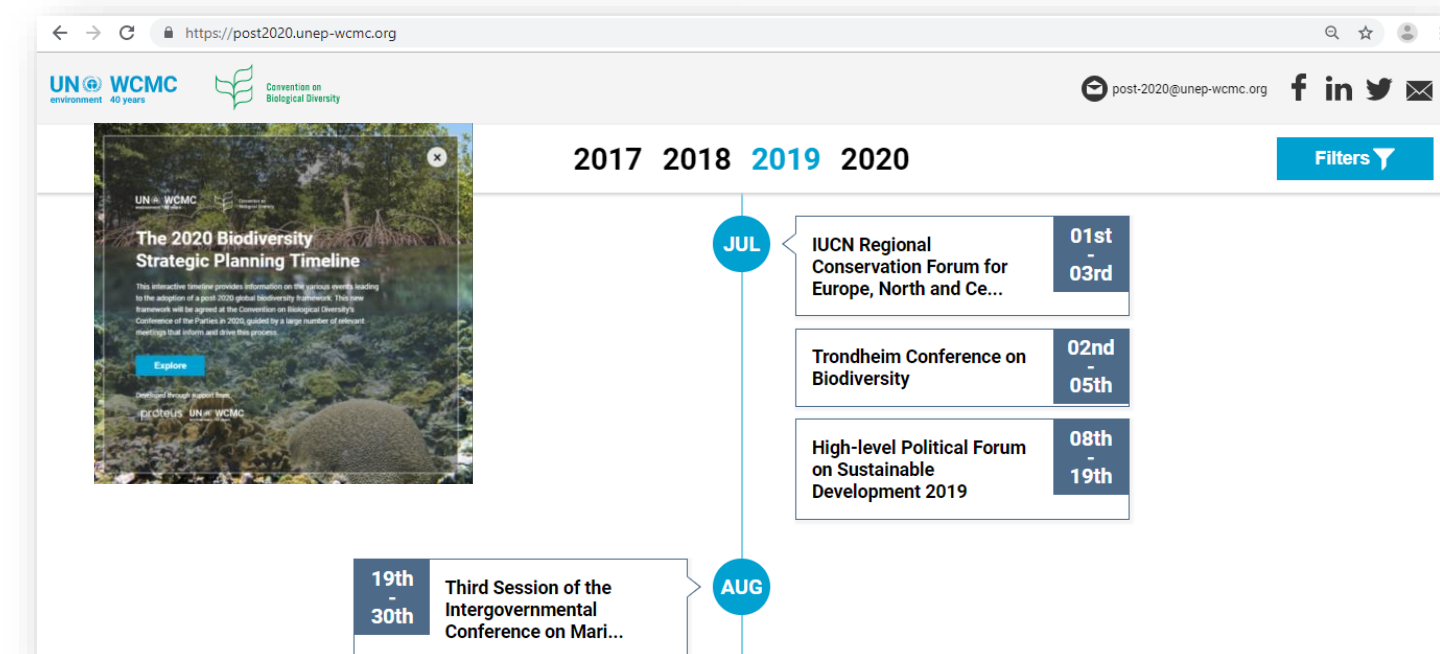 https://post2020.unep-wcmc.org
UN WCMC
environment 40 years
Convention on
Biological Diversity
post-2020@unep-wcmc.org
2017 2018 2019 2020
Filters
UN WCMC
Convention on
Biological Diversity
The 2020 Biodiversity
Strategic Planning Timeline
This interactive timeline provides information on the various events leading
to the adoption of a post-2020 global biodiversity framework. This new
framework will be agreed at the Convention on Biological Diversity's
Conference of the Parties in 2020, guided by a large number of relevant
meetings that inform and drive this process.
Explore
Developed through support from:
proteus UN WCMC
JUL
IUCN Regional
Conservation Forum for
Europe, North and Ce...
01st
-
03rd
Trondheim Conference on
Biodiversity
02nd
-
05th
High-level Political Forum
on Sustainable
Development 2019
08th
-
19th
AUG
19th
-
30th
Third Session of the
Intergovernmental
Conference on Mari...